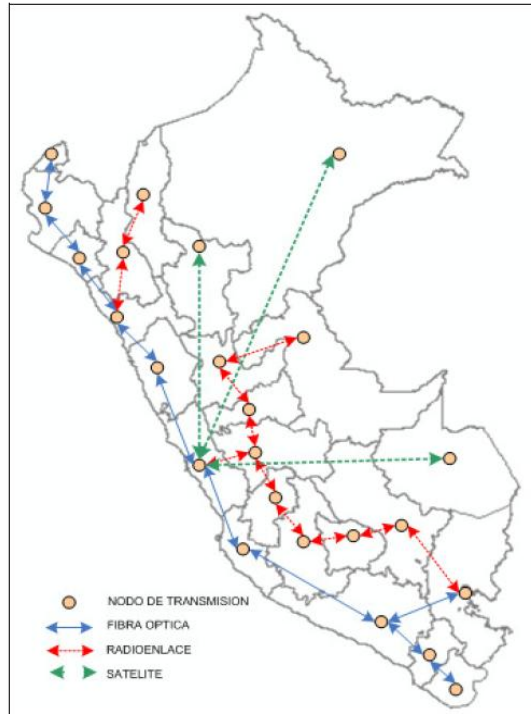 NODO DE TRANSMISION
FIBRA OPTICA
RADIOENLACE
SATELITE